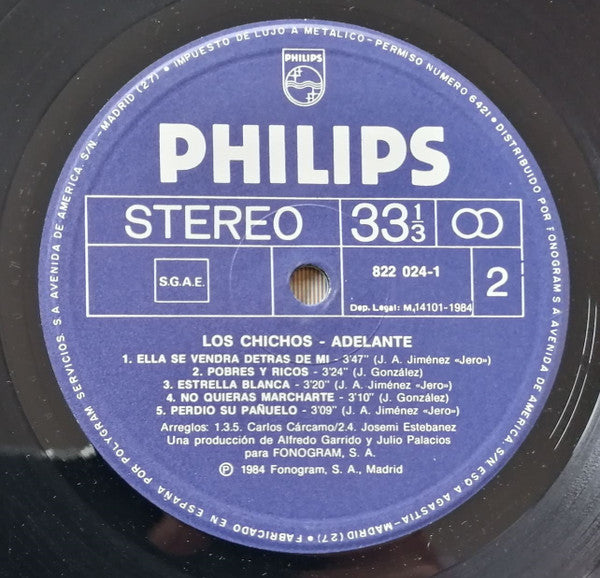 PHILIPS
PHILIPS
STEREO
33 1/3
S.G.A.E.
822 024-1
Dep. Legal: M. 14101-1984
2
LOS CHICHOS - ADELANTE
1. ELLA SE VENDRA DETRAS DE MI - 3'47" (J. A. Jiménez «Jero»)
2. POBRES Y RICOS - 3'24" (J. González)
3. ESTRELLA BLANCA - 3'20" (J. A. Jiménez «Jero»)
4. NO QUIERAS MARCHARTE - 3'10" (J. González)
5. PERDIO SU PAÑUELO - 3'09" (J. A. Jiménez «Jero»)
Arreglos: 1.3.5. Carlos Cárcamo/2.4. Josemi Estebanez
Una producción de Alfredo Garrido y Julio Palacios
para FONOGRAM, S. A.
Ⓟ 1984 Fonogram, S. A., Madrid
• FABRICADO EN ESPAÑA POR POLYGRAM SERVICIOS. S.A AVENIDA DE AMERICA. S/N.-MADRID (27) • IMPUESTO DE LUJO A METALICO - PERMISO NUMERO 6421 • DISTRIBUIDO POR FONOGRAM S A AVENIDA DE AMERICA. S/N ESQ A AGASTIA-MADRID (27)